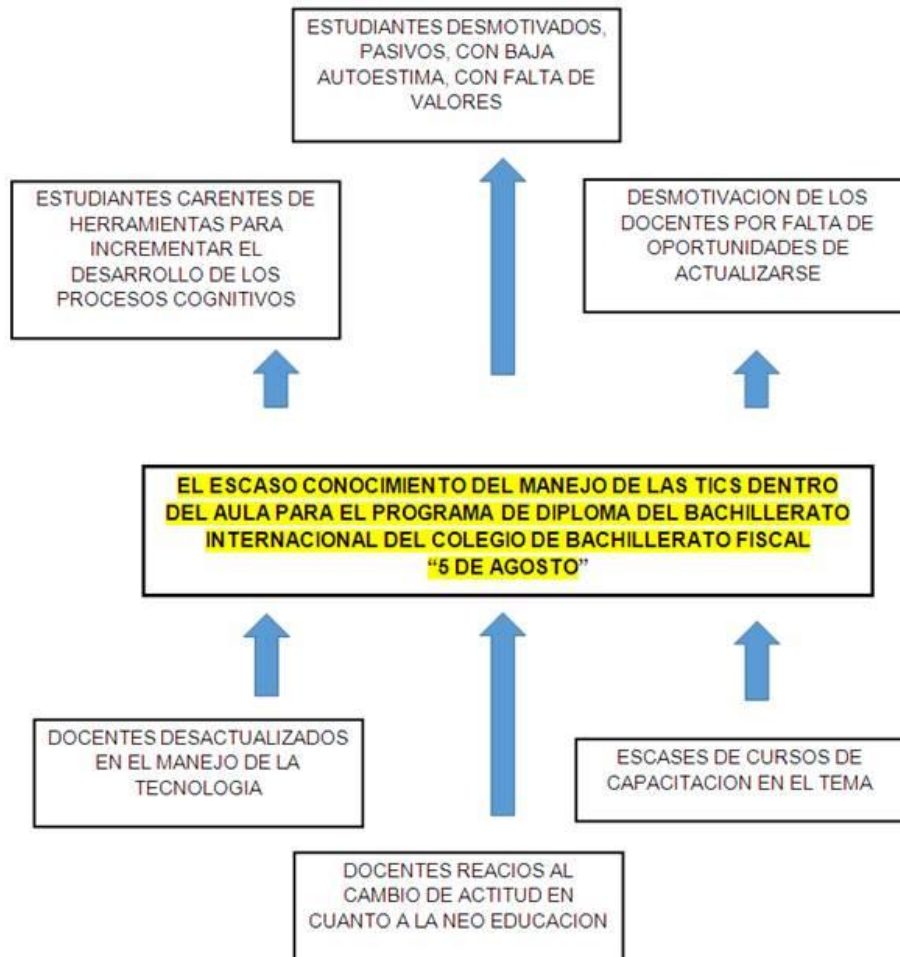 ESTUDIANTES DESMOTIVADOS,
PASIVOS, CON BAJA
AUTOESTIMA, CON FALTA DE
VALORES
ESTUDIANTES CARENTES DE
HERRAMIENTAS PARA
INCREMENTAR EL
DESARROLLO DE LOS
PROCESOS COGNITIVOS
DESMOTIVACION DE LOS
DOCENTES POR FALTA DE
OPORTUNIDADES DE
ACTUALIZARSE
EL ESCASO CONOCIMIENTO DEL MANEJO DE LAS TICS DENTRO
DEL AULA PARA EL PROGRAMA DE DIPLOMA DEL BACHILLERATO
INTERNACIONAL DEL COLEGIO DE BACHILLERATO FISCAL
“5 DE AGOSTO”
DOCENTES DESACTUALIZADOS
EN EL MANEJO DE LA
TECNOLOGIA
ESCASES DE CURSOS DE
CAPACITACION EN EL TEMA
DOCENTES REACIOS AL
CAMBIO DE ACTITUD EN
CUANTO A LA NEO EDUCACION